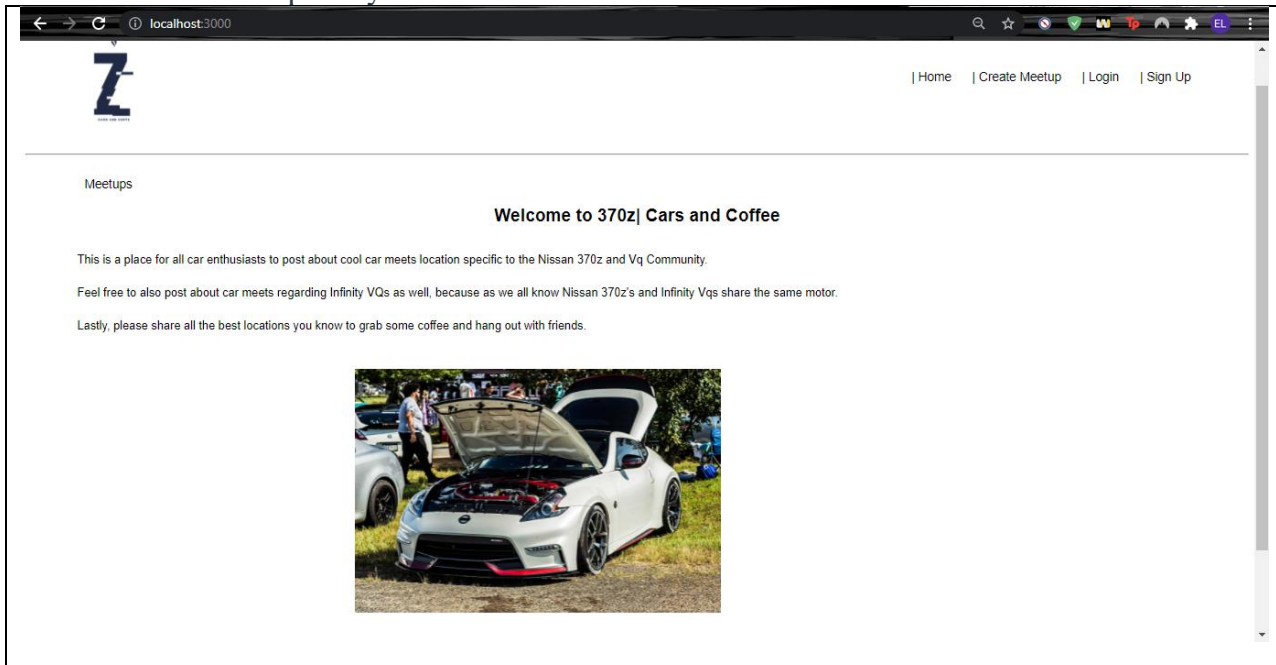 localhost:3000
EL
Z
| Home | Create Meetup | Login | Sign Up
Meetups
Welcome to 370z| Cars and Coffee
This is a place for all car enthusiasts to post about cool car meets location specific to the Nissan 370z and Vq Community.
Feel free to also post about car meets regarding Infinity VQs as well, because as we all know Nissan 370z's and Infinity Vqs share the same motor.
Lastly, please share all the best locations you know to grab some coffee and hang out with friends.